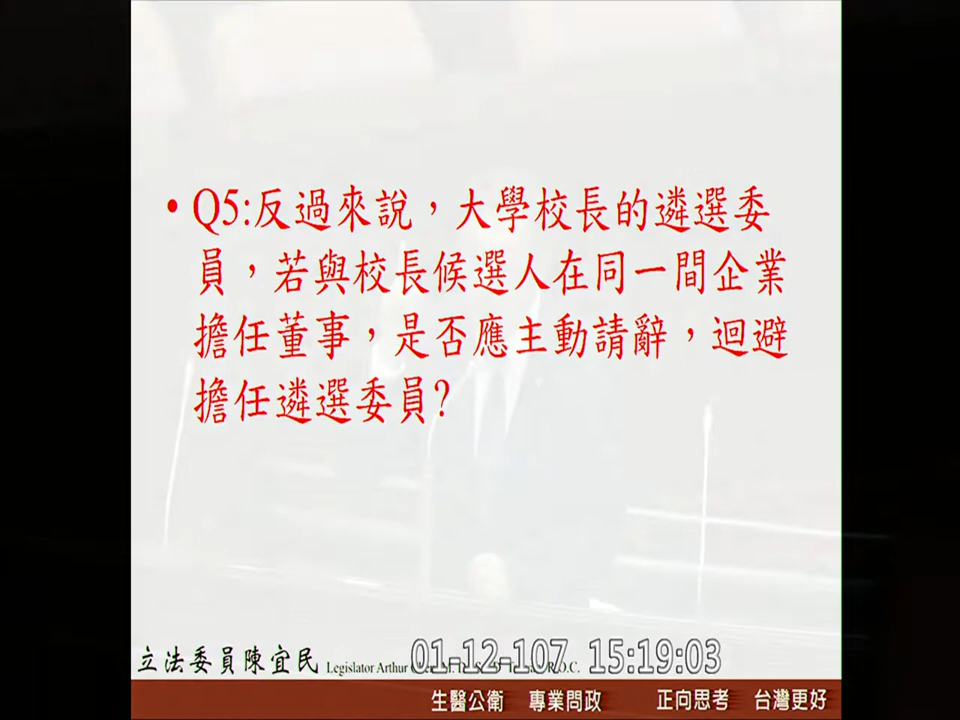 • Q5:反過來說，大學校長的遴選委
員，若與校長候選人在同一間企業
擔任董事，是否應主動請辭，迴避
擔任遴選委員?
立法委員陳宜民 Legislator Arthur R.O.C.
01-12-107 15:19:03
生醫公衛 專業問政 正向思考 台灣更好